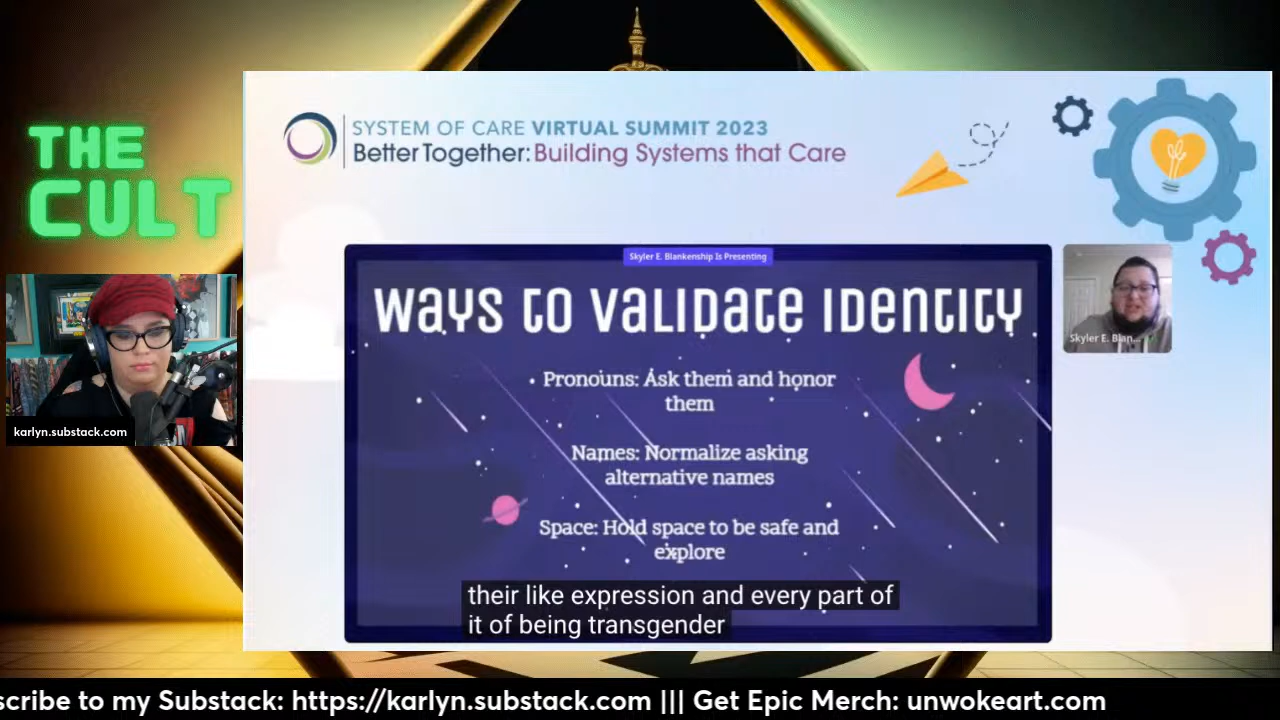 THE
CULT
karlyn.substack.com
SYSTEM OF CARE VIRTUAL SUMMIT 2023
Better Together: Building Systems that Care
Skyler E. Blankenship Is Presenting
Ways to Validate Identity
Pronouns: Ask them and honor
them
Names: Normalize asking
alternative names
Space: Hold space to be safe and
explore
their like expression and every part of
it of being transgender
Skyler E. Blan...
scribe to my Substack: https://karlyn.substack.com ||| Get Epic Merch: unwokeart.com